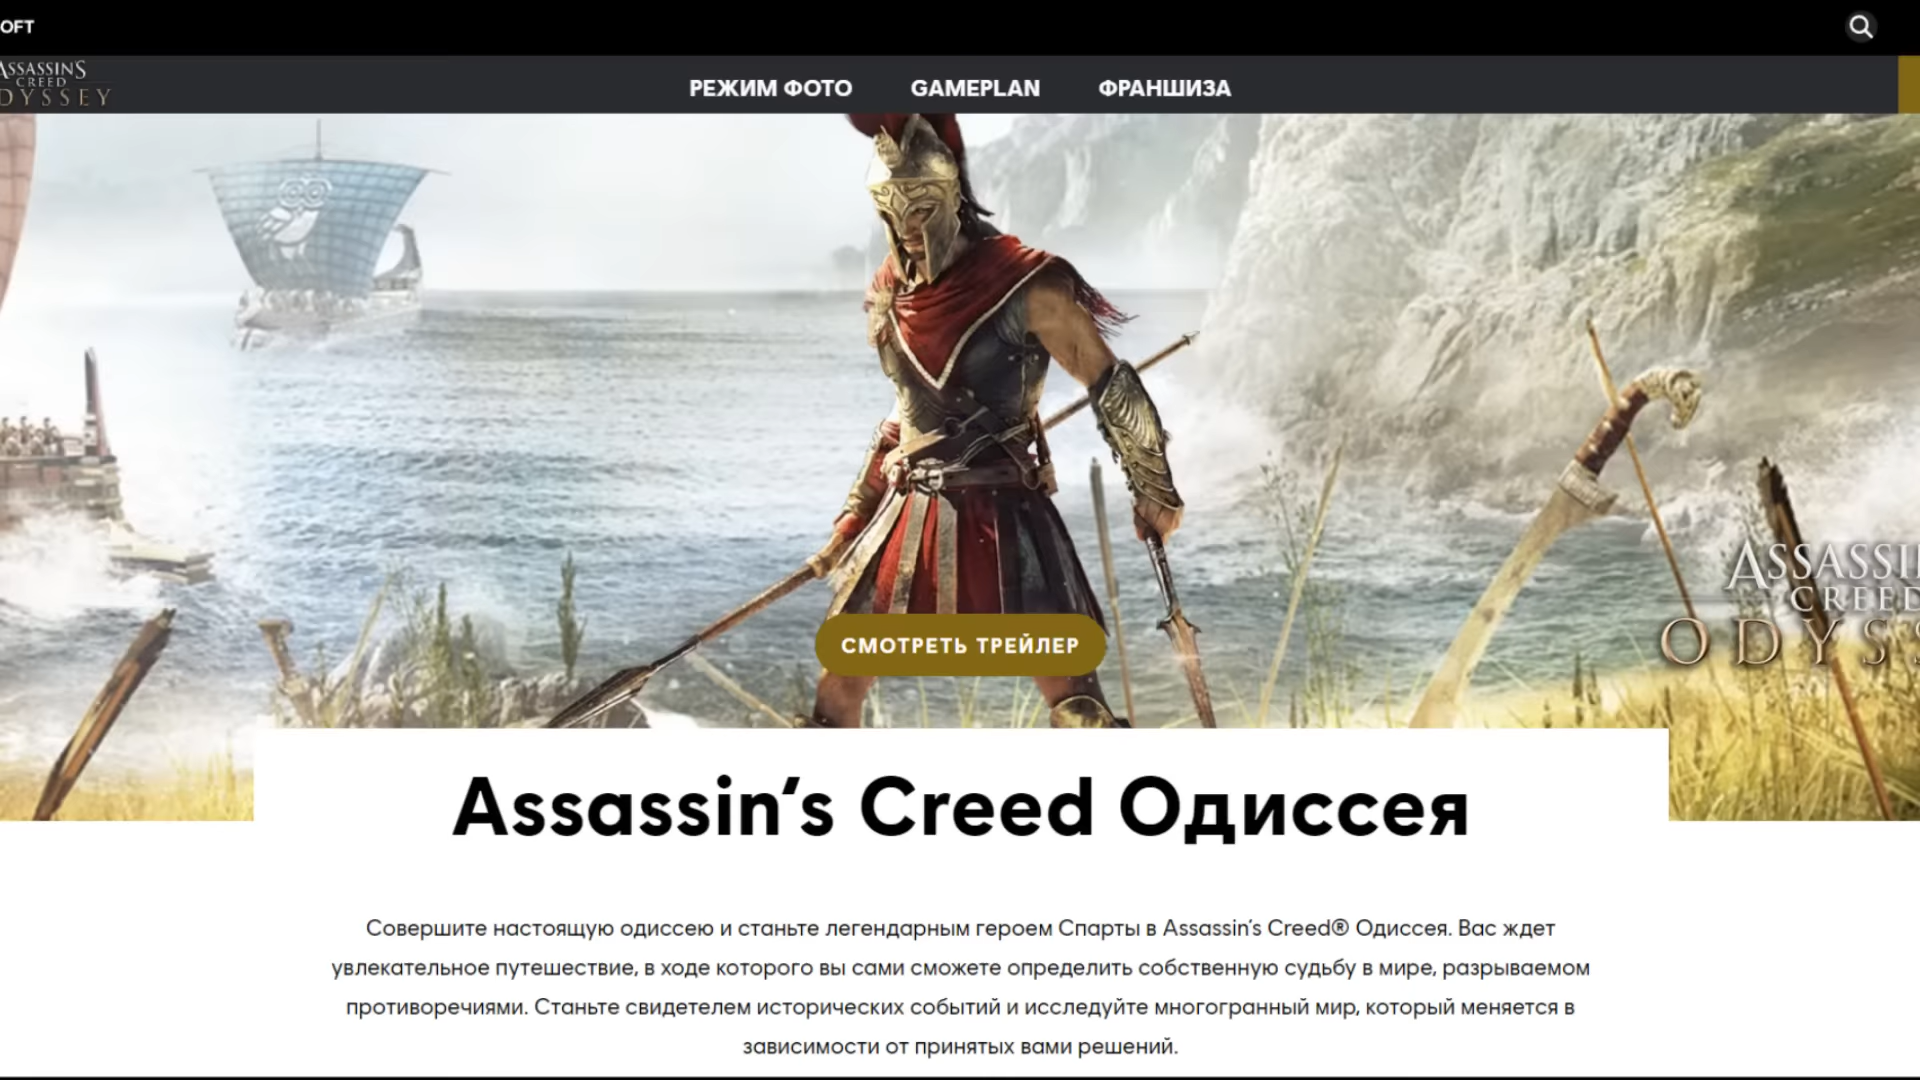 OFT
ASSASSINS
CREED
DYSSEY
РЕЖИМ ФОТО
GAMEPLAN
ФРАНШИЗА
ASSASSI
CREED
ODYSS
СМОТРЕТЬ ТРЕЙЛЕР
Assassin’s Creed Одиссея
Совершите настоящую одиссею и станьте легендарным героем Спарты в Assassin’s Creed® Одиссея. Вас ждет
увлекательное путешествие, в ходе которого вы сами сможете определить собственную судьбу в мире, разрываемом
противоречиями. Станьте свидетелем исторических событий и исследуйте многогранный мир, который меняется в
зависимости от принятых вами решений.